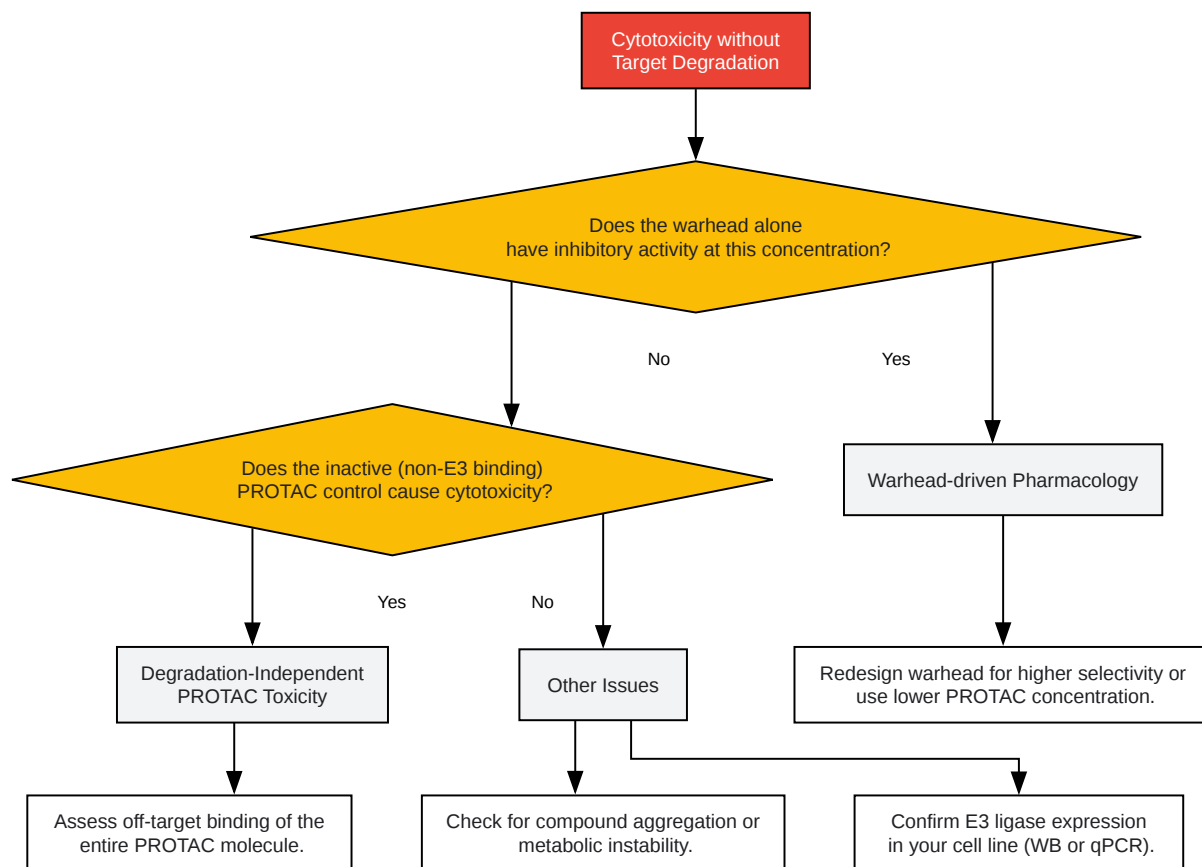 Cytotoxicity without
Target Degradation
Does the warhead alone
have inhibitory activity at this concentration?
No
Yes
Does the inactive (non-E3 binding)
PROTAC control cause cytotoxicity?
Warhead-driven Pharmacology
Yes
No
Degradation-Independent
PROTAC Toxicity
Other Issues
Redesign warhead for higher selectivity or
use lower PROTAC concentration.
Assess off-target binding of the
entire PROTAC molecule.
Check for compound aggregation or
metabolic instability.
Confirm E3 ligase expression
in your cell line (WB or qPCR).